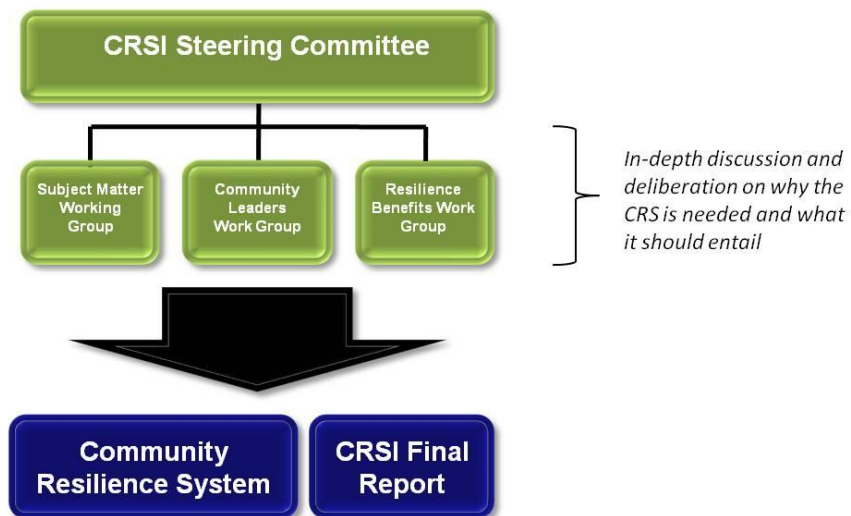 CRSI Steering Committee
Subject Matter
Working
Group
Community
Leaders
Work Group
Resilience
Benefits Work
Group
In-depth discussion and
deliberation on why the
CRS is needed and what
it should entail
Community
Resilience System
CRSI Final
Report